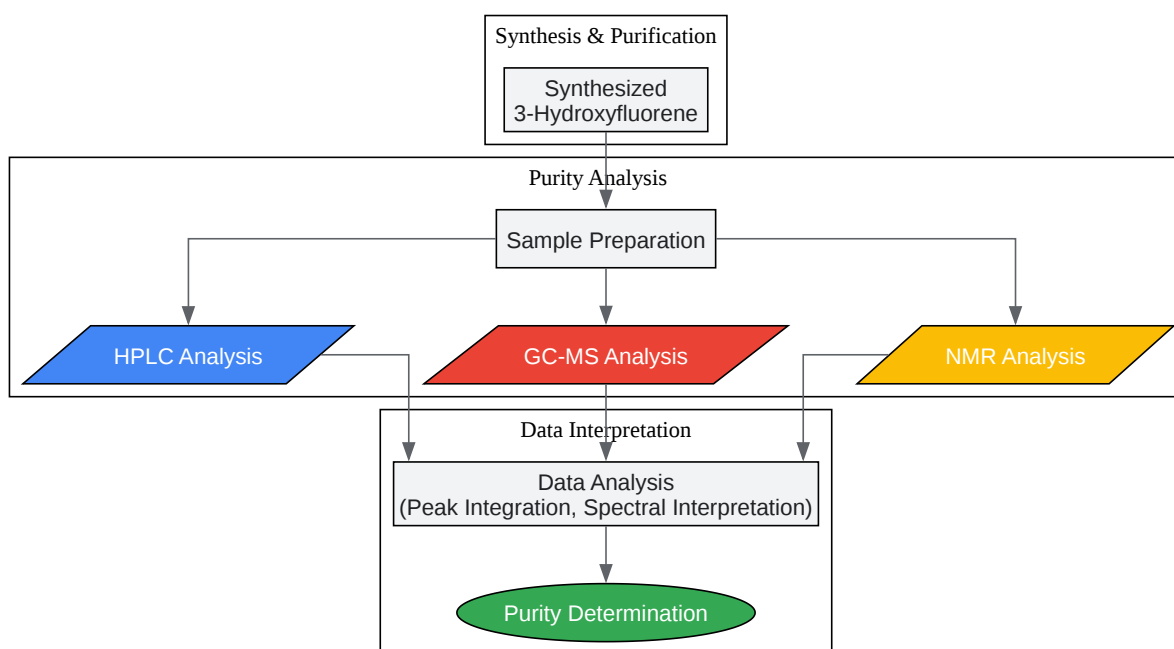 Synthesis & Purification
Synthesized
3-Hydroxyfluorene
Purity Analysis
Sample Preparation
HPLC Analysis
GC-MS Analysis
NMR Analysis
Data Interpretation
Data Analysis
(Peak Integration, Spectral Interpretation)
Purity Determination